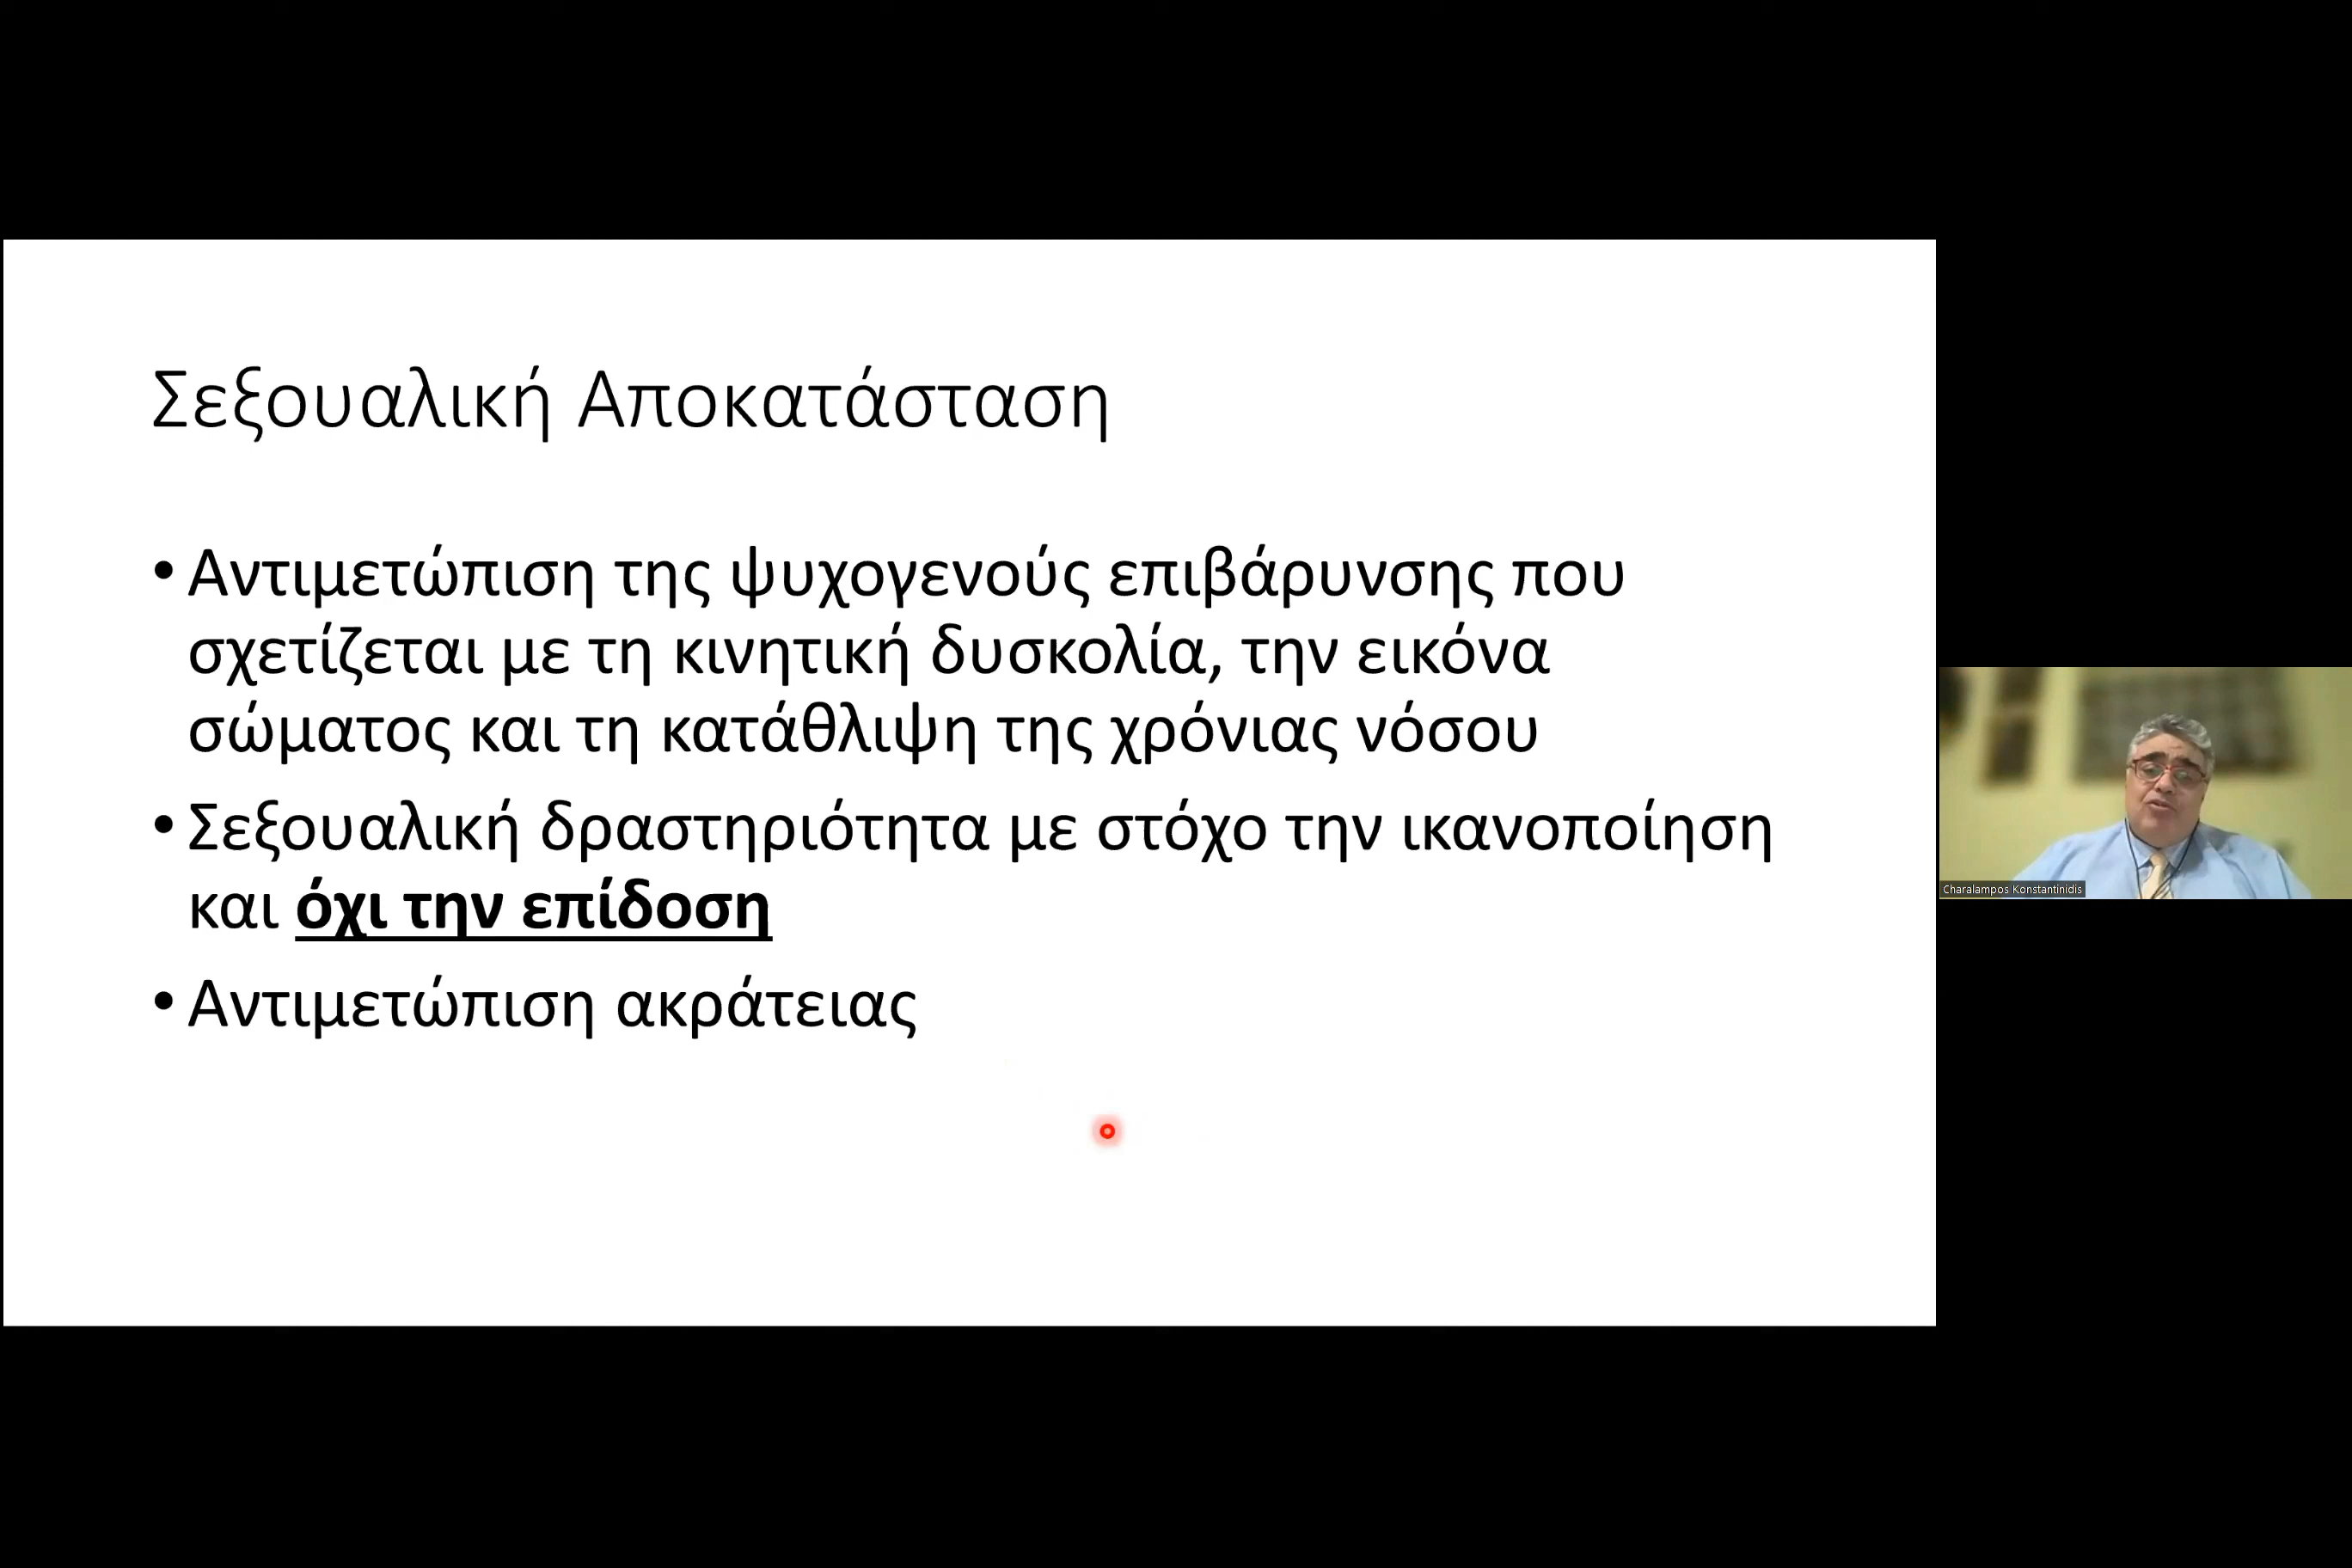 Σεξουαλική Αποκατάσταση
• Αντιμετώπιση της ψυχογενούς επιβάρυνσης που
σχετίζεται με τη κινητική δυσκολία, την εικόνα
σώματος και τη κατάθλιψη της χρόνιας νόσου
• Σεξουαλική δραστηριότητα με στόχο την ικανοποίηση
και όχι την επίδοση
• Αντιμετώπιση ακράτειας
Charalampos Konstantinidis